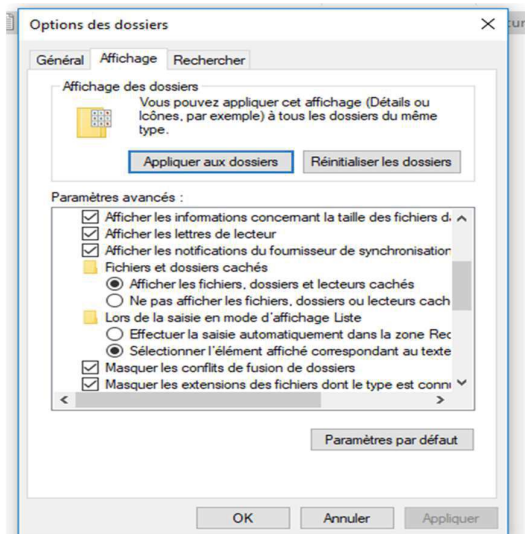 Options des dossiers
cur
Général Affichage Rechercher
Affichage des dossiers
Vous pouvez appliquer cet affichage (Détails ou
Icônes, par exemple) à tous les dossiers du même
type.
Appliquer aux dossiers Réinitialiser les dossiers
Paramètres avancés :
Afficher les informations concernant la taille des fichiers d
Afficher les lettres de lecteur
Afficher les notifications du fournisseur de synchronisation
Fichiers et dossiers cachés
Afficher les fichiers, dossiers et lecteurs cachés
Ne pas afficher les fichiers, dossiers ou lecteurs cach
Lors de la saisie en mode d'affichage Liste
Effectuer la saisie automatiquement dans la zone Rec
Sélectionner l'élément affiché correspondant au texte
Masquer les conflits de fusion de dossiers
Masquer les extensions des fichiers dont le type est conn
Paramètres par défaut
OK Annuler Appliquer